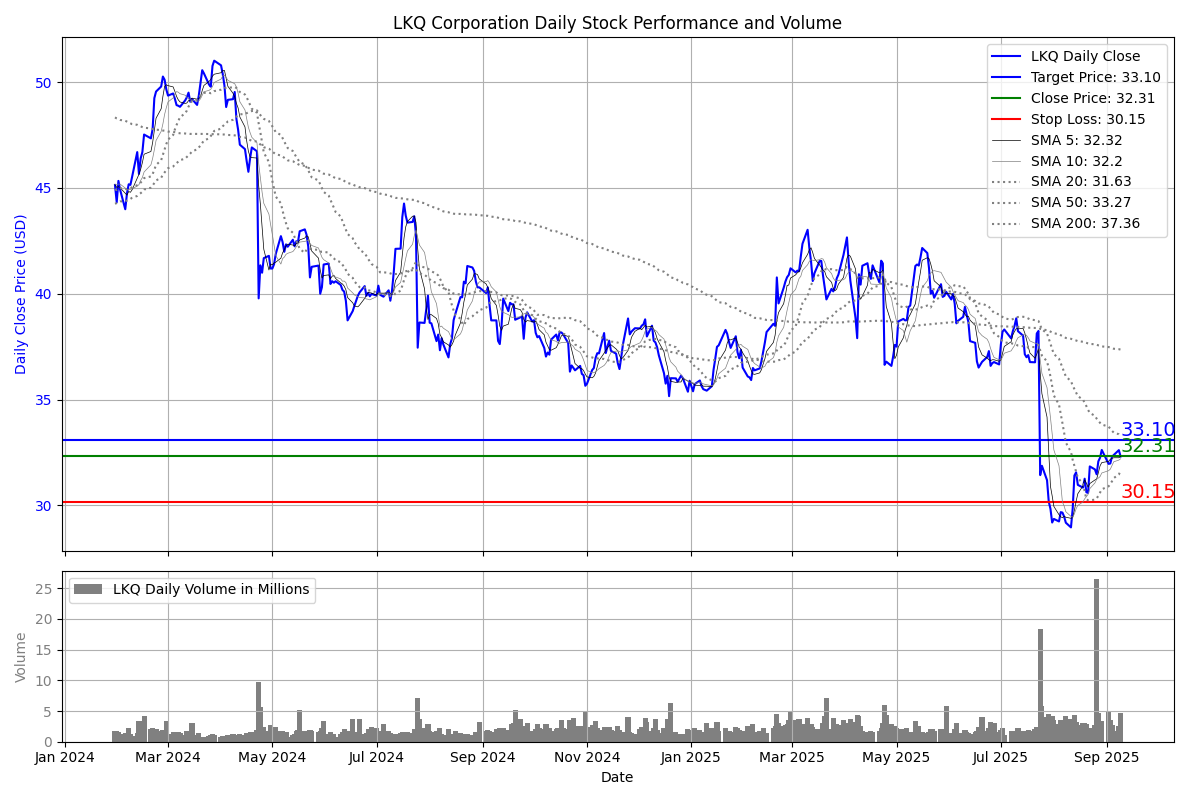 LKQ Corporation Daily Stock Performance and Volume
Daily Close Price (USD)
50
45
40
35
30
LKQ Daily Close
Target Price: 33.10
Close Price: 32.31
Stop Loss: 30.15
SMA 5: 32.32
SMA 10: 32.2
SMA 20: 31.63
SMA 50: 33.27
SMA 200: 37.36
33.10
32.31
30.15
Volume
25
20
15
10
5
0
LKQ Daily Volume in Millions
Jan 2024
Mar 2024
May 2024
Jul 2024
Sep 2024
Nov 2024
Jan 2025
Mar 2025
May 2025
Jul 2025
Sep 2025
Date